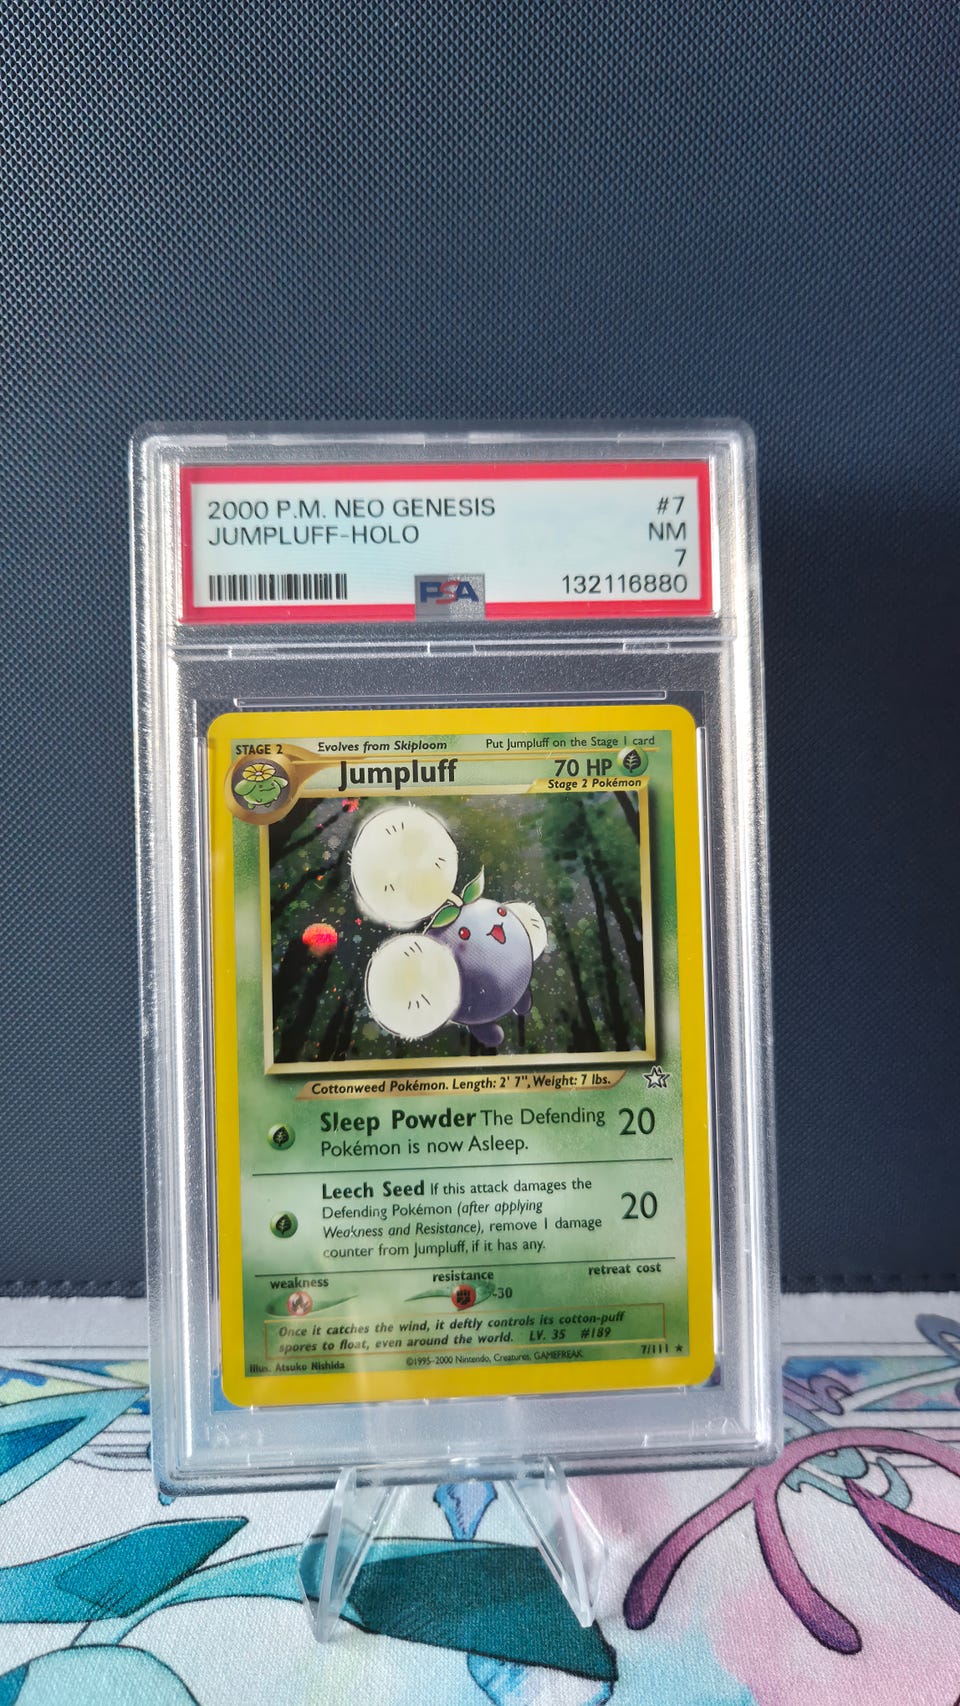 2000 P.M. NEO GENESIS #7
JUMPLUFF-HOLO NM
7
PSA 132116880
STAGE 2 Evolves from Skiploom Put Jumpluff on the Stage 1 card
Jumpluff 70 HP
Stage 2 Pokémon
Cottonweed Pokémon. Length: 2' 7", Weight: 7 lbs.
Sleep Powder The Defending 20
Pokémon is now Asleep.
Leech Seed If this attack damages the
Defending Pokémon (after applying 20
Weakness and Resistance), remove 1 damage
counter from Jumpluff, if it has any.
weakness resistance retreat cost
-30
Once it catches the wind, it deftly controls its cotton-puff
spores to float, even around the world. LV. 35 #189
Illus. Atsuko Nishida ©1995-2000 Nintendo, Creatures, GAMEFREAK. 7/111 ★